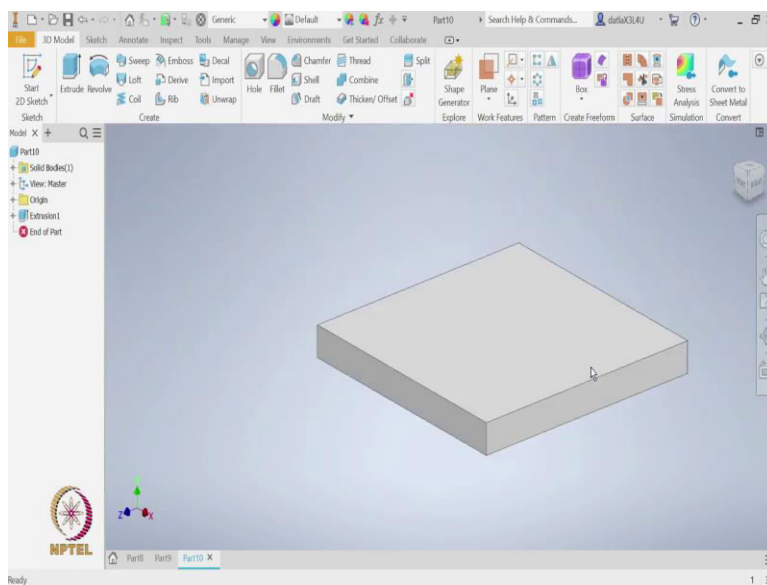 Generic Default fx Part10 Search Help & Commands... datlaX3L4U
File 3D Model Sketch Annotate Inspect Tools Manage View Environments Get Started Collaborate
Start 2D Sketch Extrude Revolve Sweep Emboss Decal Hole Fillet Chamfer Thread Split Shape Generator Plane Box Stress Analysis Convert to Sheet Metal
Loft Derive Import Shell Combine
Coil Rib Unwrap Draft Thicken/ Offset
Sketch Create Modify Explore Work Features Pattern Create Freeform Surface Simulation Convert
Model
Part10
Solid Bodies(1)
View: Master
Origin
Extrusion1
End of Part
Z X
NPTEL
Part8 Part9 Part10
Ready 1